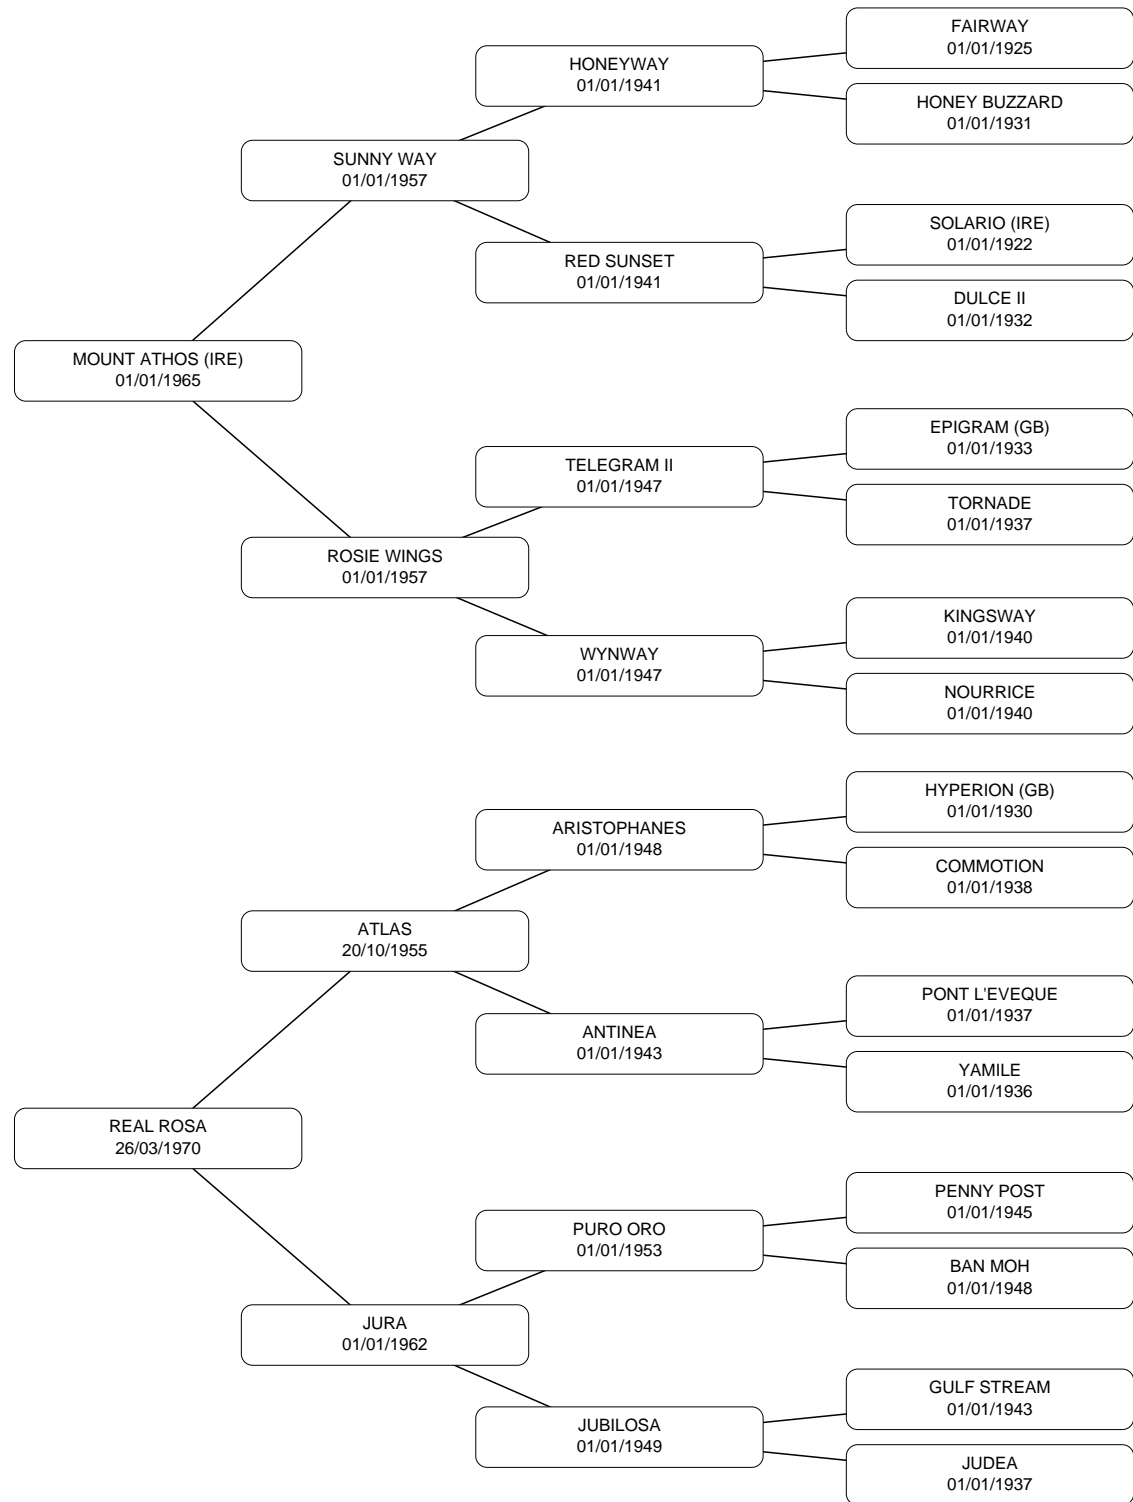 FAIRWAY
01/01/1925
HONEYWAY
01/01/1941
HONEY BUZZARD
01/01/1931
SUNNY WAY
01/01/1957
SOLARIO (IRE)
01/01/1922
RED SUNSET
01/01/1941
DULCE II
01/01/1932
MOUNT ATHOS (IRE)
01/01/1965
EPIGRAM (GB)
01/01/1933
TELEGRAM II
01/01/1947
TORNADE
01/01/1937
ROSIE WINGS
01/01/1957
KINGSWAY
01/01/1940
WYNWAY
01/01/1947
NOURRICE
01/01/1940
HYPERION (GB)
01/01/1930
ARISTOPHANES
01/01/1948
COMMOTION
01/01/1938
ATLAS
20/10/1955
PONT L'EVEQUE
01/01/1937
ANTINEA
01/01/1943
YAMILE
01/01/1936
REAL ROSA
26/03/1970
PENNY POST
01/01/1945
PURO ORO
01/01/1953
BAN MOH
01/01/1948
JURA
01/01/1962
GULF STREAM
01/01/1943
JUBILOSA
01/01/1949
JUDEA
01/01/1937